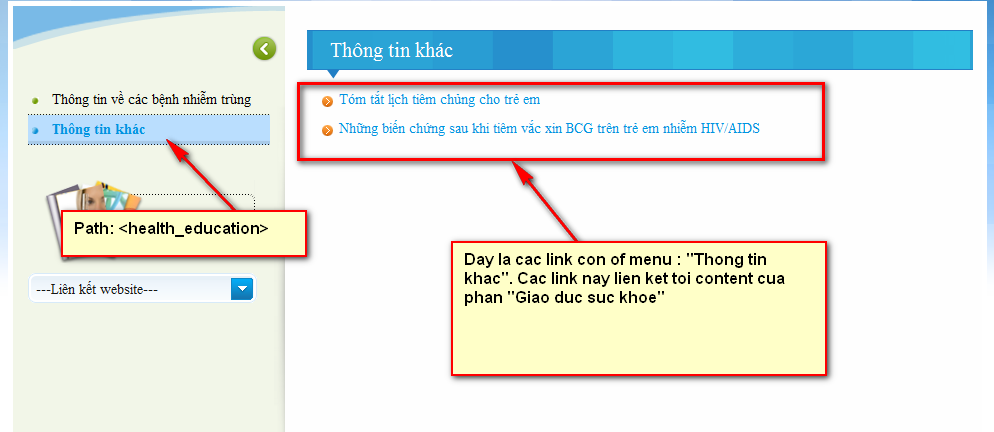 Thông tin khác
Thông tin về các bệnh nhiễm trùng
Thông tin khác
Tóm tắt lịch tiêm chủng cho trẻ em
Những biến chứng sau khi tiêm vắc xin BCG trên trẻ em nhiễm HIV/AIDS
Path: <health_education>
---Liên kết website---
Day la cac link con of menu : "Thong tin
khac". Cac link nay lien ket toi content cua
phan "Giao duc suc khoe"